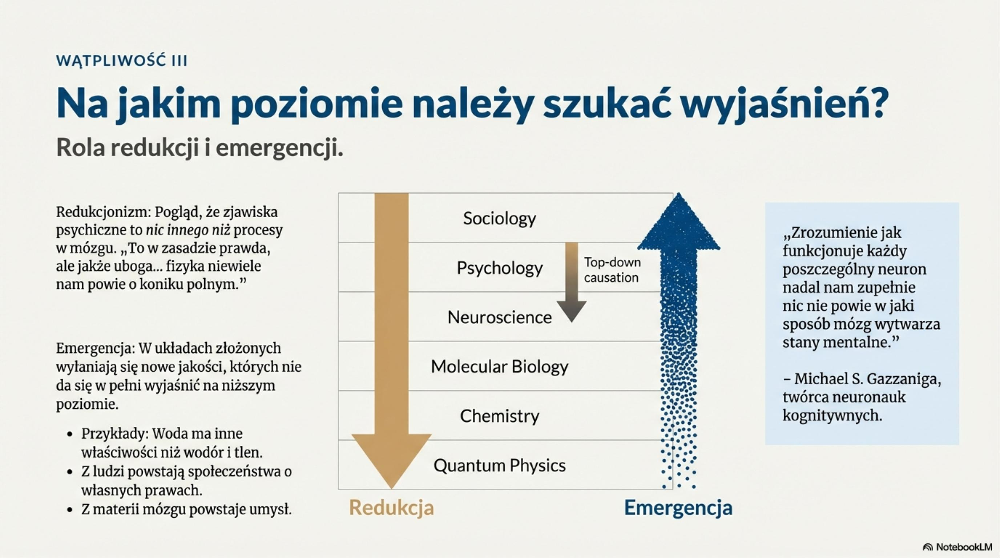 WĄTPLIWOŚĆ III
Na jakim poziomie należy szukać wyjaśnień?
Rola redukcji i emergencji.
Redukcjonizm: Pogląd, że zjawiska
psychiczne to nic innego niż procesy
w mózgu. „To w zasadzie prawda,
ale jakże uboga... fizyka niewiele
nam powie o koniku polnym.”
Emergencja: W układach złożonych
wyłaniają się nowe jakości, których nie
da się w pełni wyjaśnić na niższym
poziomie.
• Przykłady: Woda ma inne
właściwości niż wodór i tlen.
• Z ludzi powstają społeczeństwa o
własnych prawach.
• Z materii mózgu powstaje umysł.
Sociology
Psychology
Top-down
causation
Neuroscience
Molecular Biology
Chemistry
Quantum Physics
Redukcja
Emergencja
„Zrozumienie jak
funkcjonuje każdy
poszczególny neuron
nadal nam zupełnie
nic nie powie w jaki
sposób mózg wytwarza
stany mentalne.”
– Michael S. Gazzaniga,
twórca neuronauk
kognitywnych.
NotebookLM